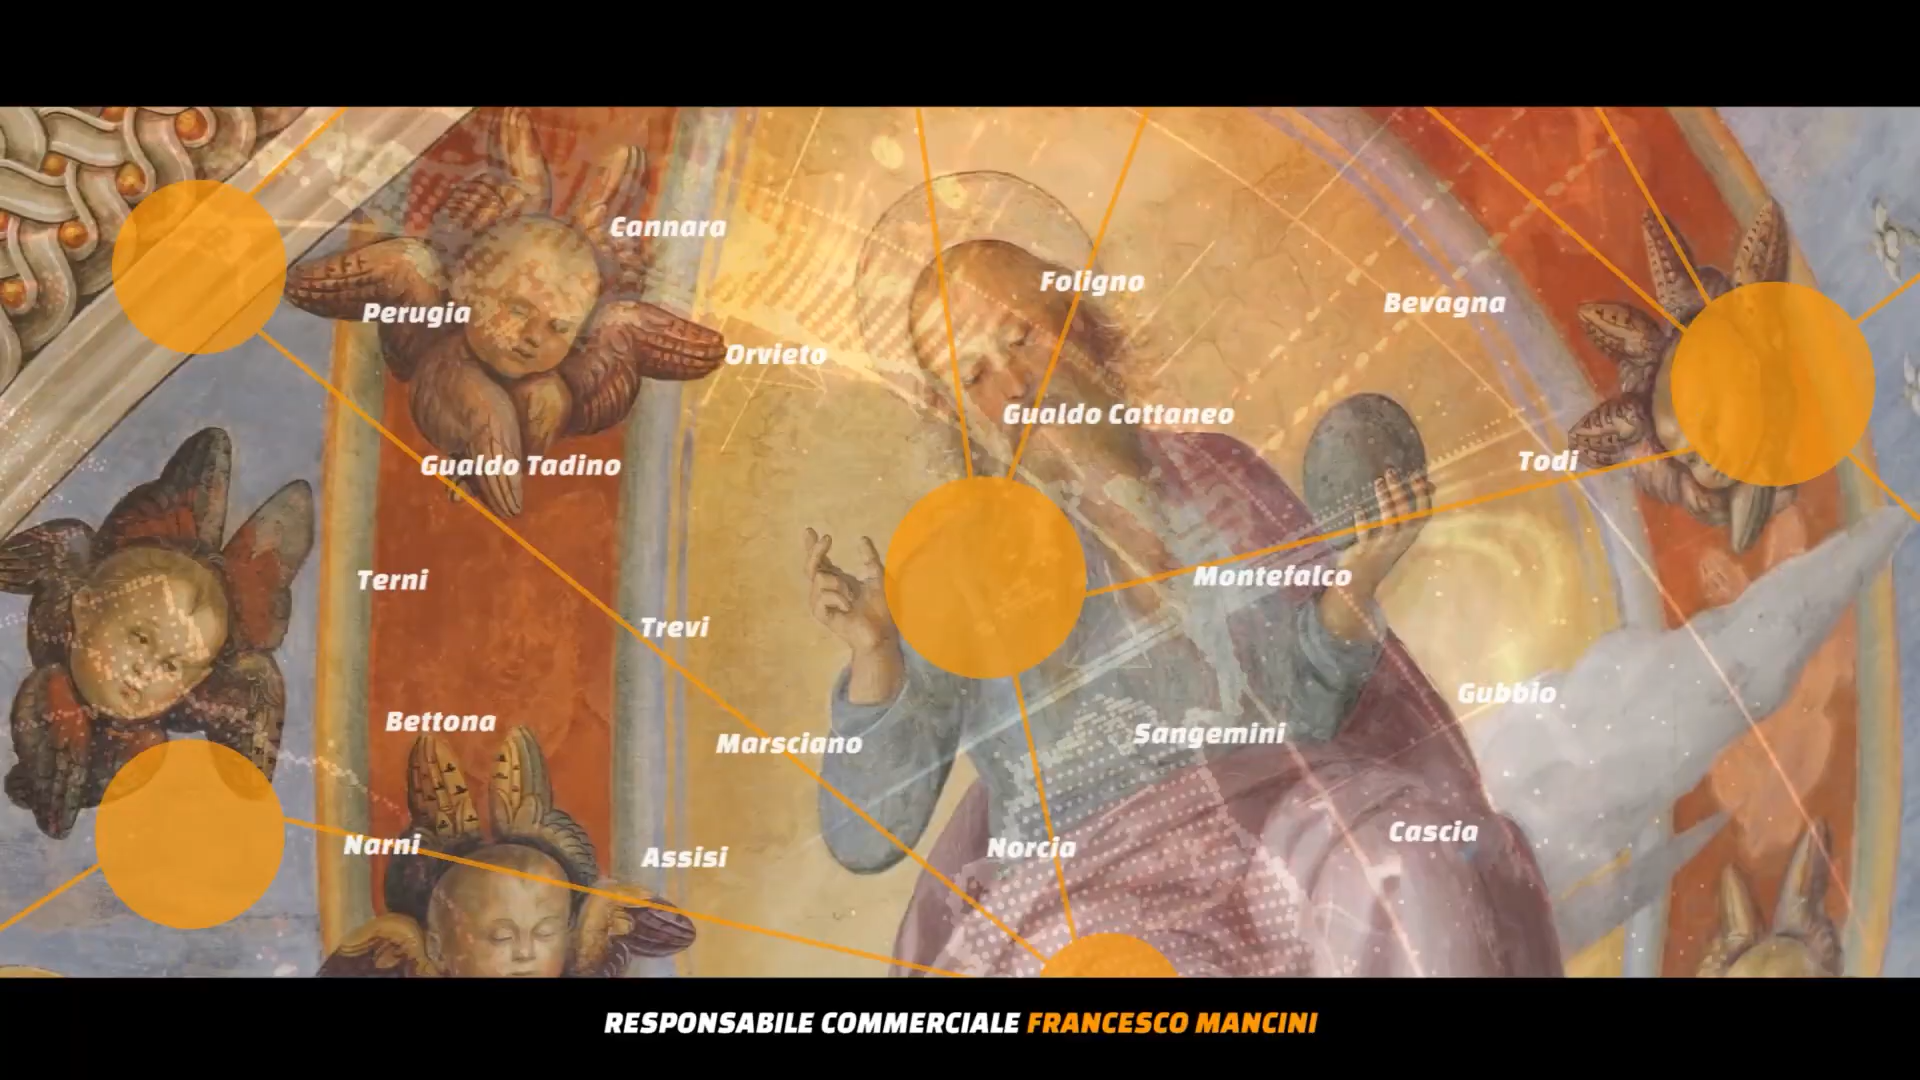 Cannara
Foligno
Bevagna
Perugia
Orvieto
Gualdo Cattaneo
Todi
Gualdo Tadino
Terni
Montefalco
Trevi
Gubbio
Bettona
Sangemini
Marsciano
Cascia
Narni
Norcia
Assisi
RESPONSABILE COMMERCIALE FRANCESCO MANCINI